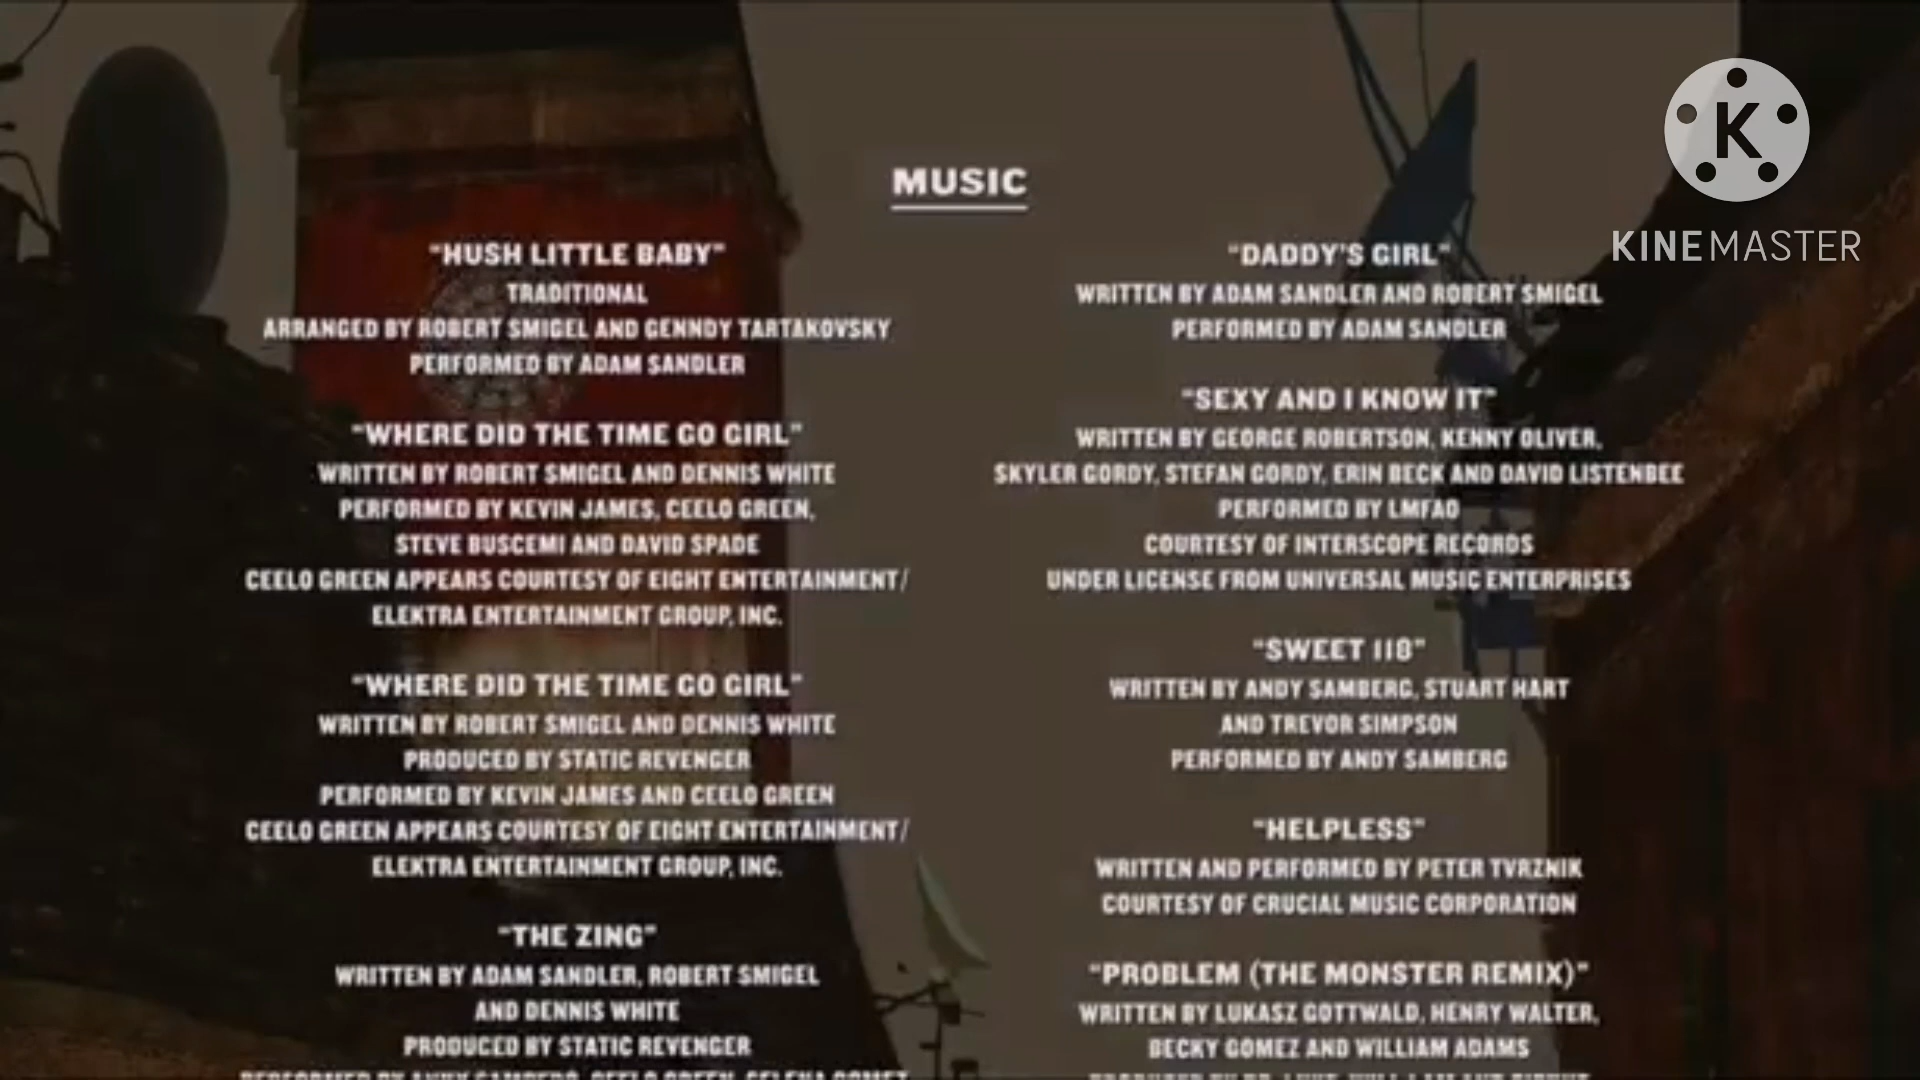 MUSIC
"HUSH LITTLE BABY"
TRADITIONAL
ARRANGED BY ROBERT SMIGEL AND GENNDY TARTAKOVSKY
PERFORMED BY ADAM SANDLER
"WHERE DID THE TIME GO GIRL"
WRITTEN BY ROBERT SMIGEL AND DENNIS WHITE
PERFORMED BY KEVIN JAMES, CEELO GREEN,
STEVE BUSCEMI AND DAVID SPADE
CEELO GREEN APPEARS COURTESY OF EIGHT ENTERTAINMENT/
ELEKTRA ENTERTAINMENT GROUP, INC.
"WHERE DID THE TIME GO GIRL"
WRITTEN BY ROBERT SMIGEL AND DENNIS WHITE
PRODUCED BY STATIC REVENGER
PERFORMED BY KEVIN JAMES AND CEELO GREEN
CEELO GREEN APPEARS COURTESY OF EIGHT ENTERTAINMENT/
ELEKTRA ENTERTAINMENT GROUP, INC.
"THE ZING"
WRITTEN BY ADAM SANDLER, ROBERT SMIGEL
AND DENNIS WHITE
PRODUCED BY STATIC REVENGER
PERFORMED BY ANDY SAMBERG, CEELO GREEN, SELENA GOMEZ
"DADDY'S GIRL"
WRITTEN BY ADAM SANDLER AND ROBERT SMIGEL
PERFORMED BY ADAM SANDLER
"SEXY AND I KNOW IT"
WRITTEN BY GEORGE ROBERTSON, KENNY OLIVER,
SKYLER GORDY, STEFAN GORDY, ERIN BECK AND DAVID LISTENBEE
PERFORMED BY LMFAO
COURTESY OF INTERSCOPE RECORDS
UNDER LICENSE FROM UNIVERSAL MUSIC ENTERPRISES
"SWEET 118"
WRITTEN BY ANDY SAMBERG, STUART HART
AND TREVOR SIMPSON
PERFORMED BY ANDY SAMBERG
"HELPLESS"
WRITTEN AND PERFORMED BY PETER TVRZNIK
COURTESY OF CRUCIAL MUSIC CORPORATION
"PROBLEM (THE MONSTER REMIX)"
WRITTEN BY LUKASZ GOTTWALD, HENRY WALTER,
BECKY GOMEZ AND WILLIAM ADAMS
K
KINEMASTER